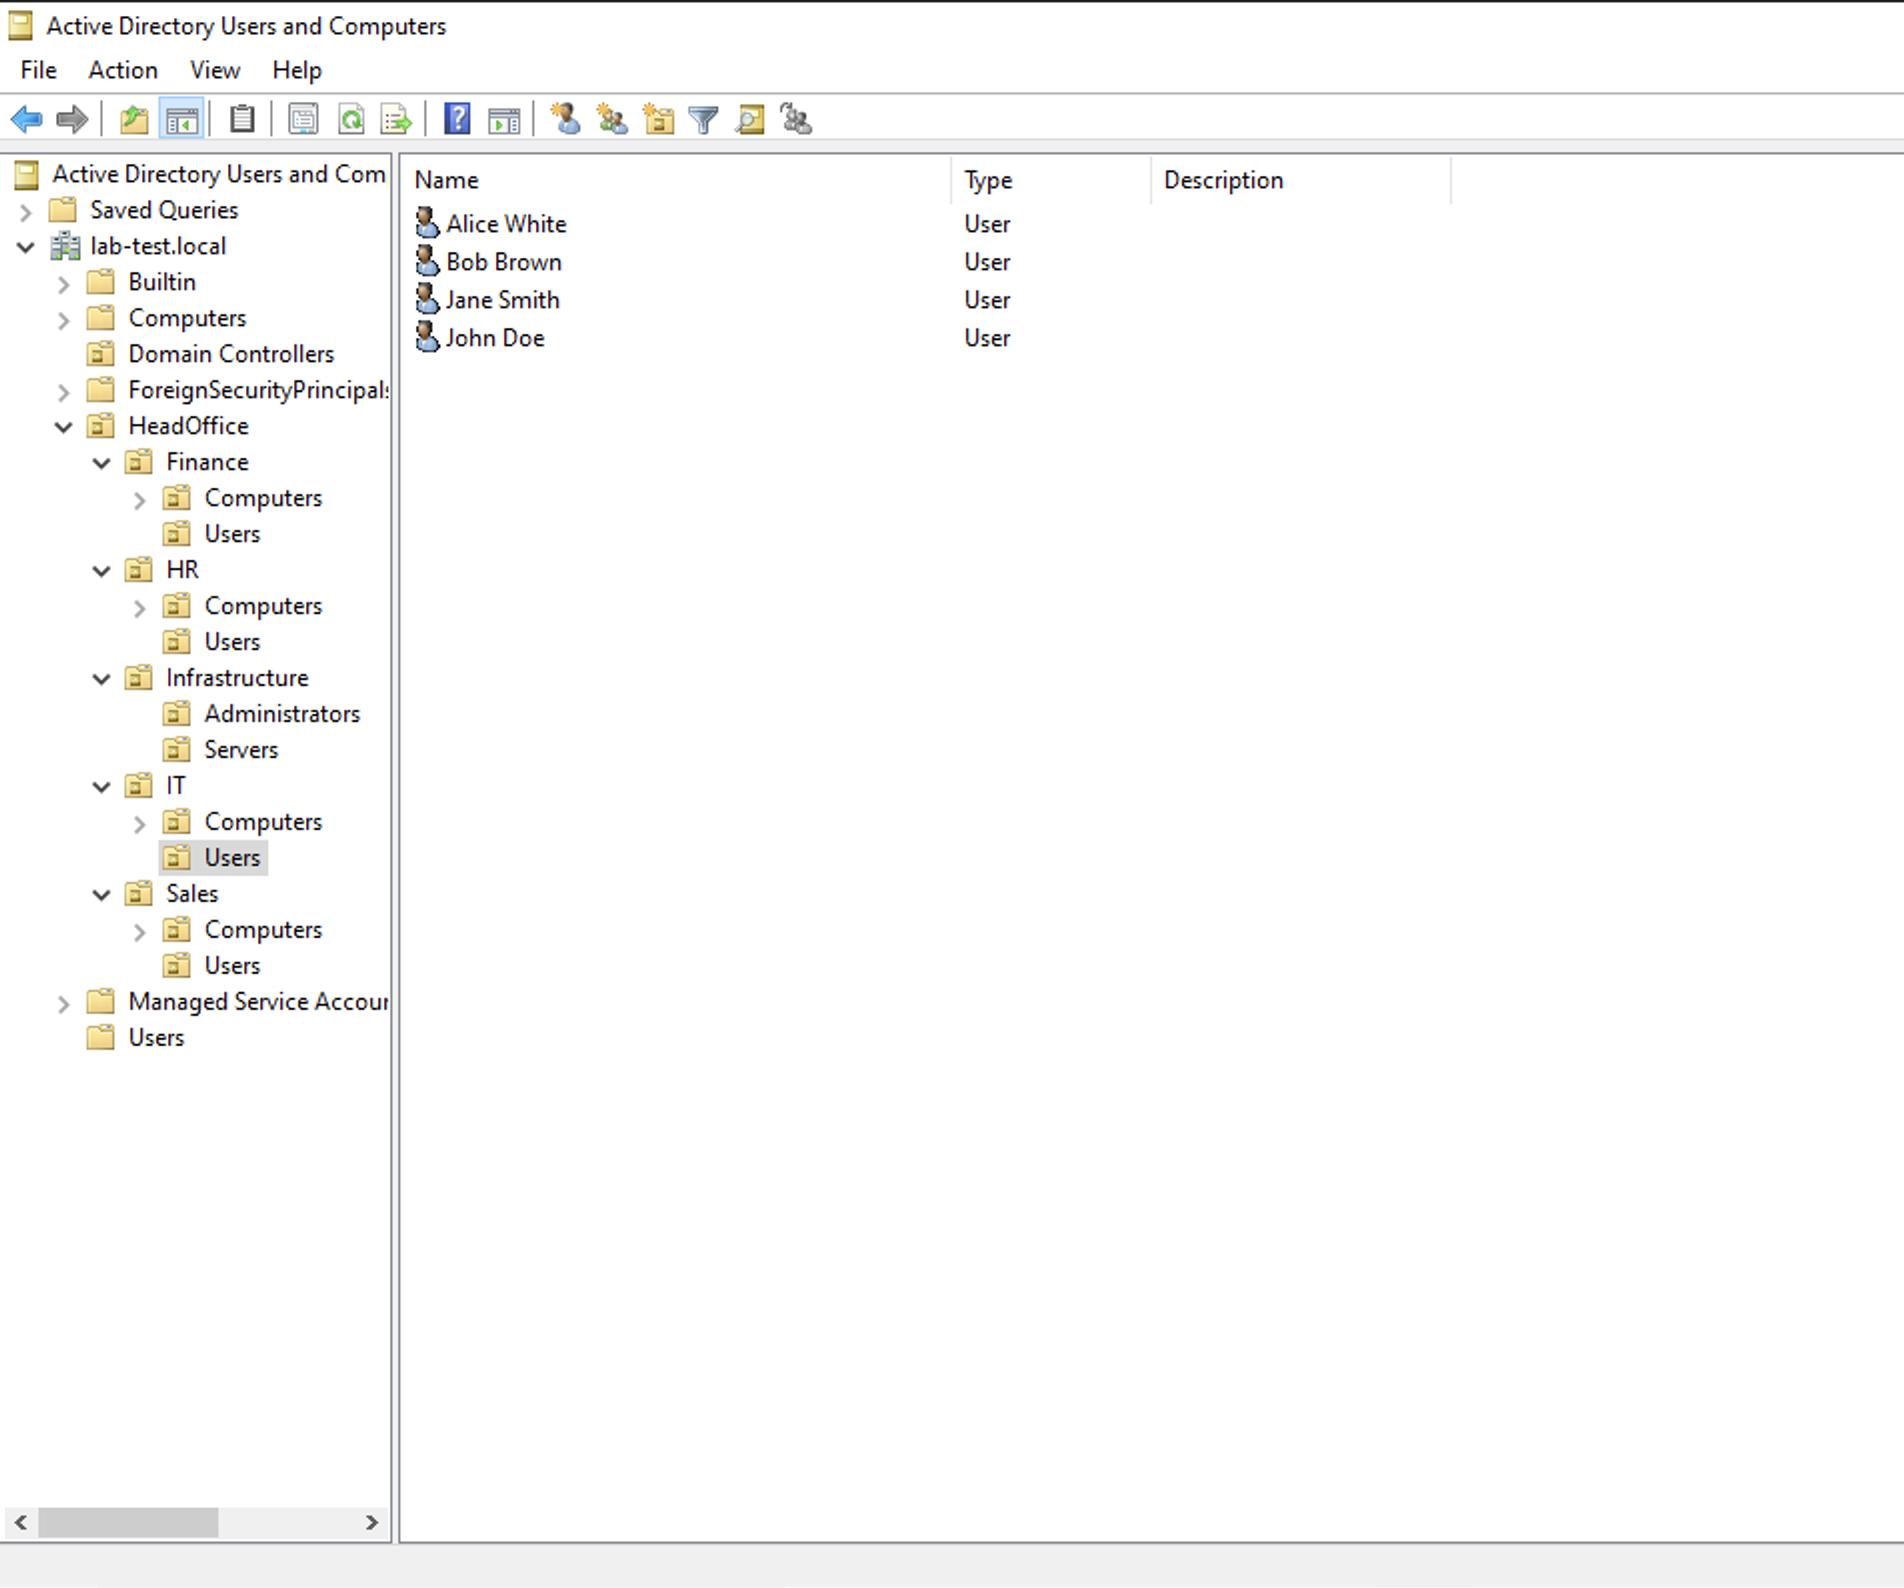 Active Directory Users and Computers
File Action View Help
Active Directory Users and Com
Saved Queries
lab-test.local
Builtin
Computers
Domain Controllers
ForeignSecurityPrincipals
HeadOffice
Finance
Computers
Users
HR
Computers
Users
Infrastructure
Administrators
Servers
IT
Computers
Users
Sales
Computers
Users
Managed Service Accour
Users
Name Type Description
Alice White User
Bob Brown User
Jane Smith User
John Doe User